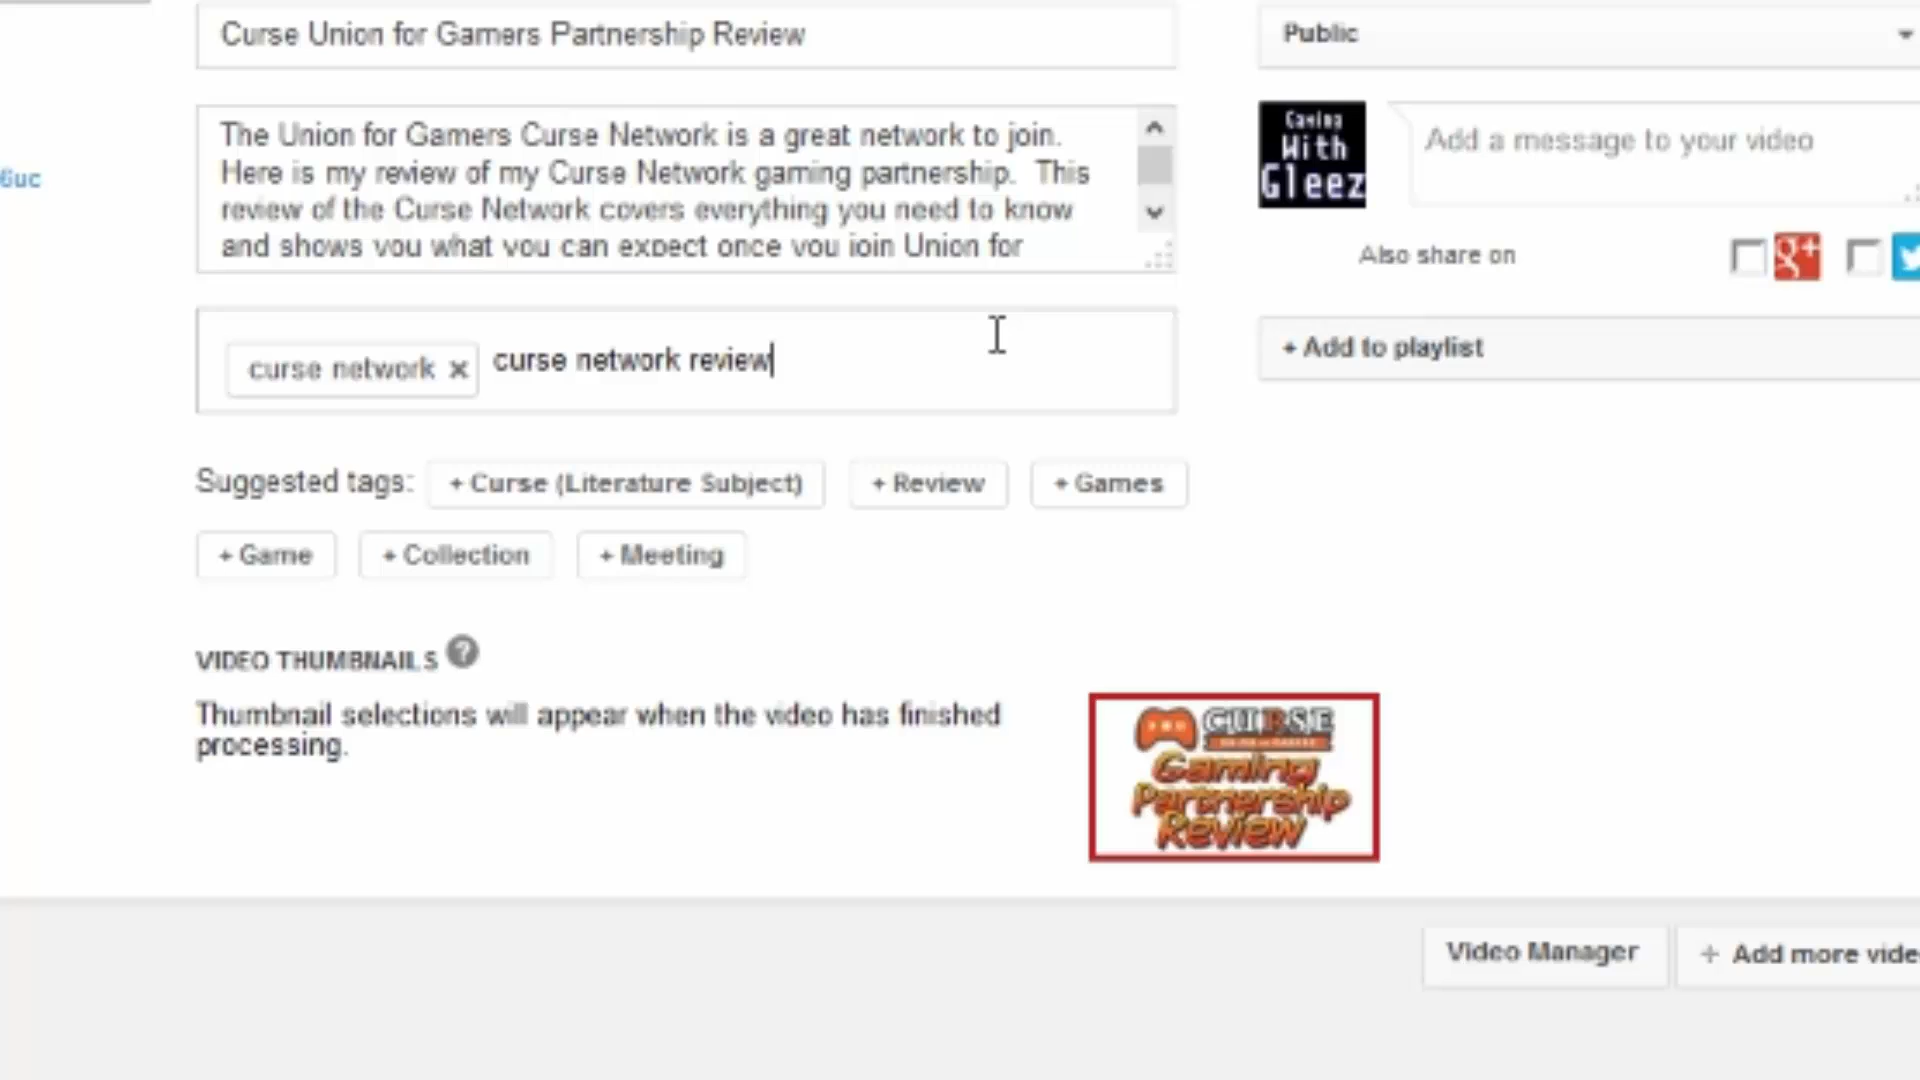 Curse Union for Gamers Partnership Review
Public
The Union for Gamers Curse Network is a great network to join.
Here is my review of my Curse Network gaming partnership. This
review of the Curse Network covers everything you need to know
and shows you what you can expect once you join Union for
With
Gleez
Add a message to your video
6uc
Also share on
g+
curse network × curse network review
+ Add to playlist
Suggested tags: + Curse (Literature Subject) + Review + Games
+ Game + Collection + Meeting
VIDEO THUMBNAILS ?
Thumbnail selections will appear when the video has finished
processing.
CURSE
Gaming
Partnership
Review
Video Manager + Add more vide